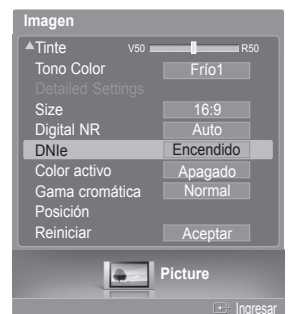 Imagen
▲Tinte V50 R50
Tono Color Frío1
Detailed Settings
Size 16:9
Digital NR Auto
DNIe Encendido
Color activo Apagado
Gama cromática Normal
Posición
Reiniciar Aceptar
Picture
Ingresar